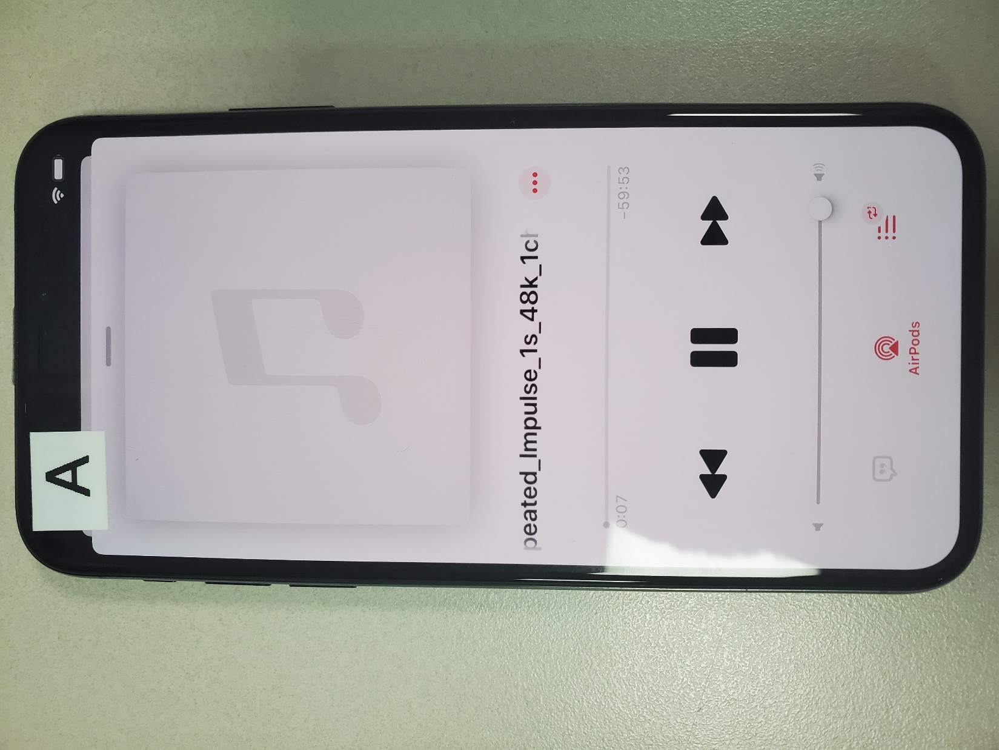 A
peated_Impulse_1s_48k_1cl
0:07
-59:53
AirPods